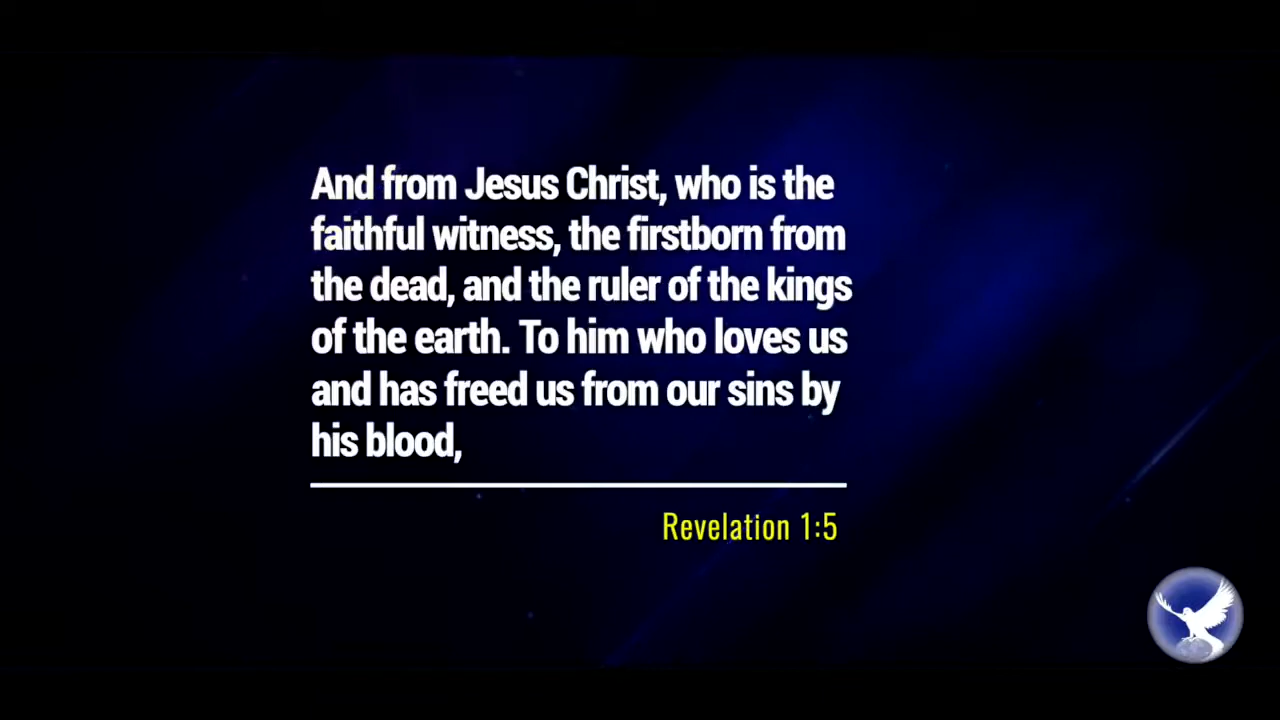 And from Jesus Christ, who is the
faithful witness, the firstborn from
the dead, and the ruler of the kings
of the earth. To him who loves us
and has freed us from our sins by
his blood,
Revelation 1:5